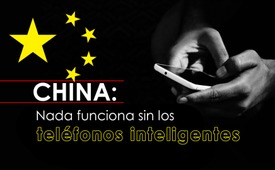 CHINA:
Nada funciona sin los
teléfonos inteligentes